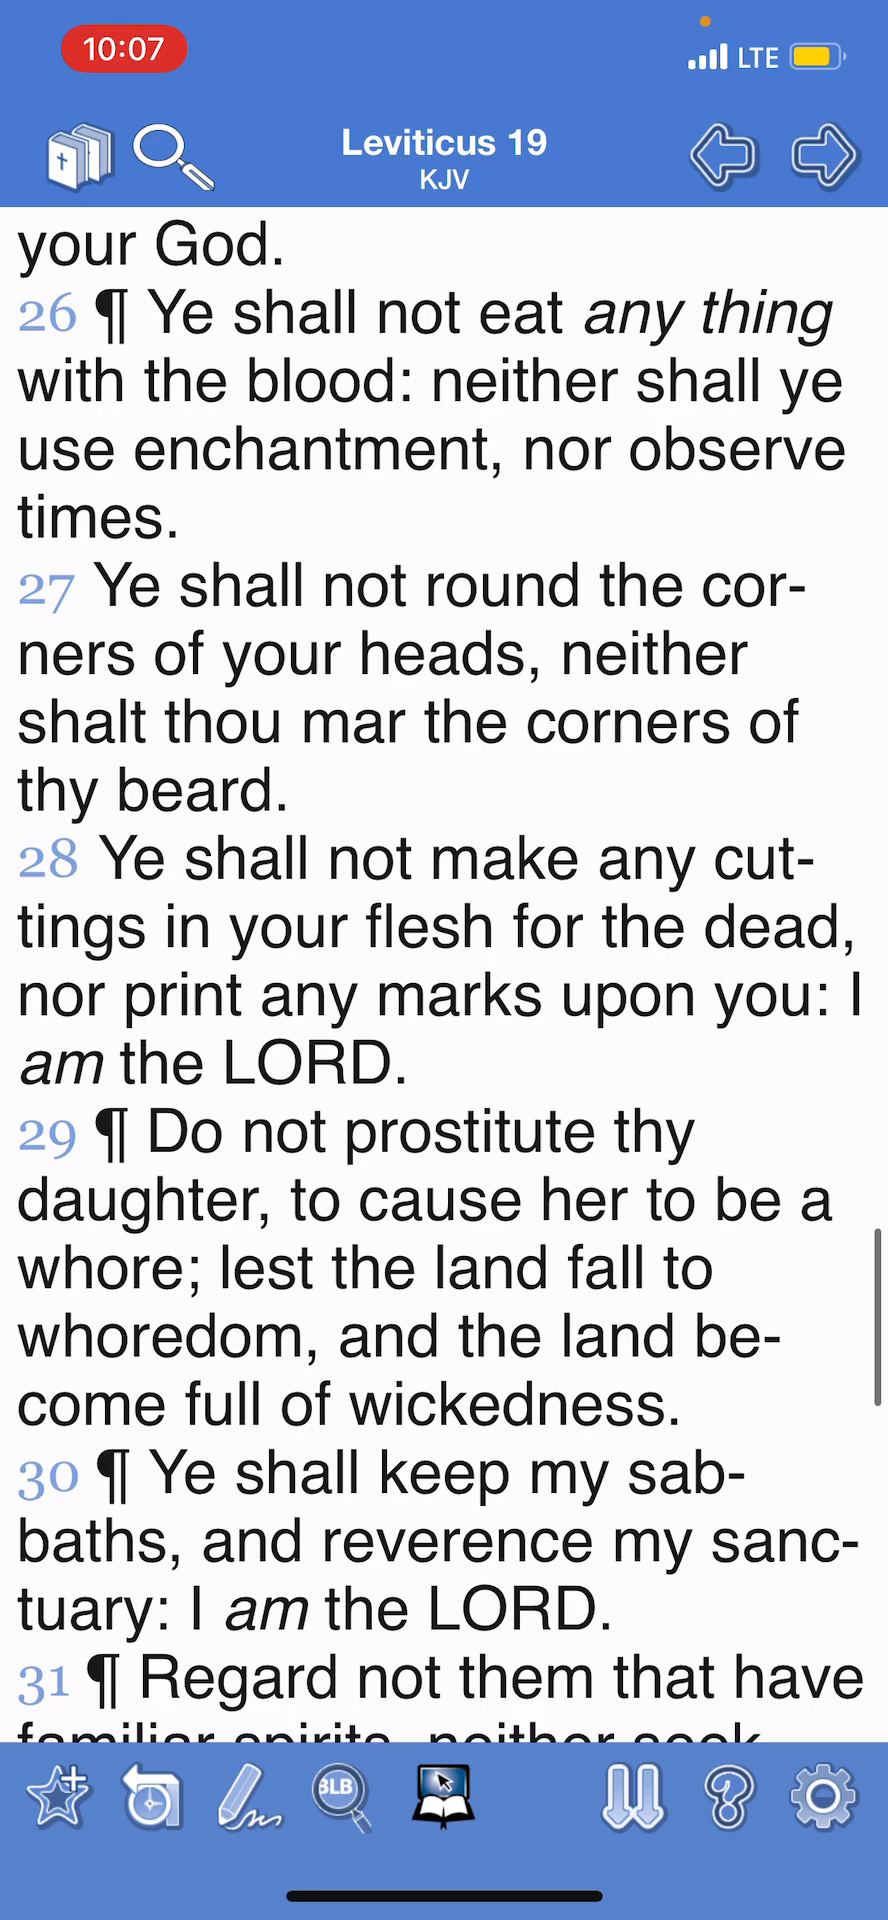 10:07
LTE
Leviticus 19
KJV
your God.
26 ¶ Ye shall not eat any thing
with the blood: neither shall ye
use enchantment, nor observe
times.
27 Ye shall not round the cor-
ners of your heads, neither
shalt thou mar the corners of
thy beard.
28 Ye shall not make any cut-
tings in your flesh for the dead,
nor print any marks upon you: I
am the LORD.
29 ¶ Do not prostitute thy
daughter, to cause her to be a
whore; lest the land fall to
whoredom, and the land be-
come full of wickedness.
30 ¶ Ye shall keep my sab-
baths, and reverence my sanc-
tuary: I am the LORD.
31 ¶ Regard not them that have
familiar spirits, neither seek
BLB